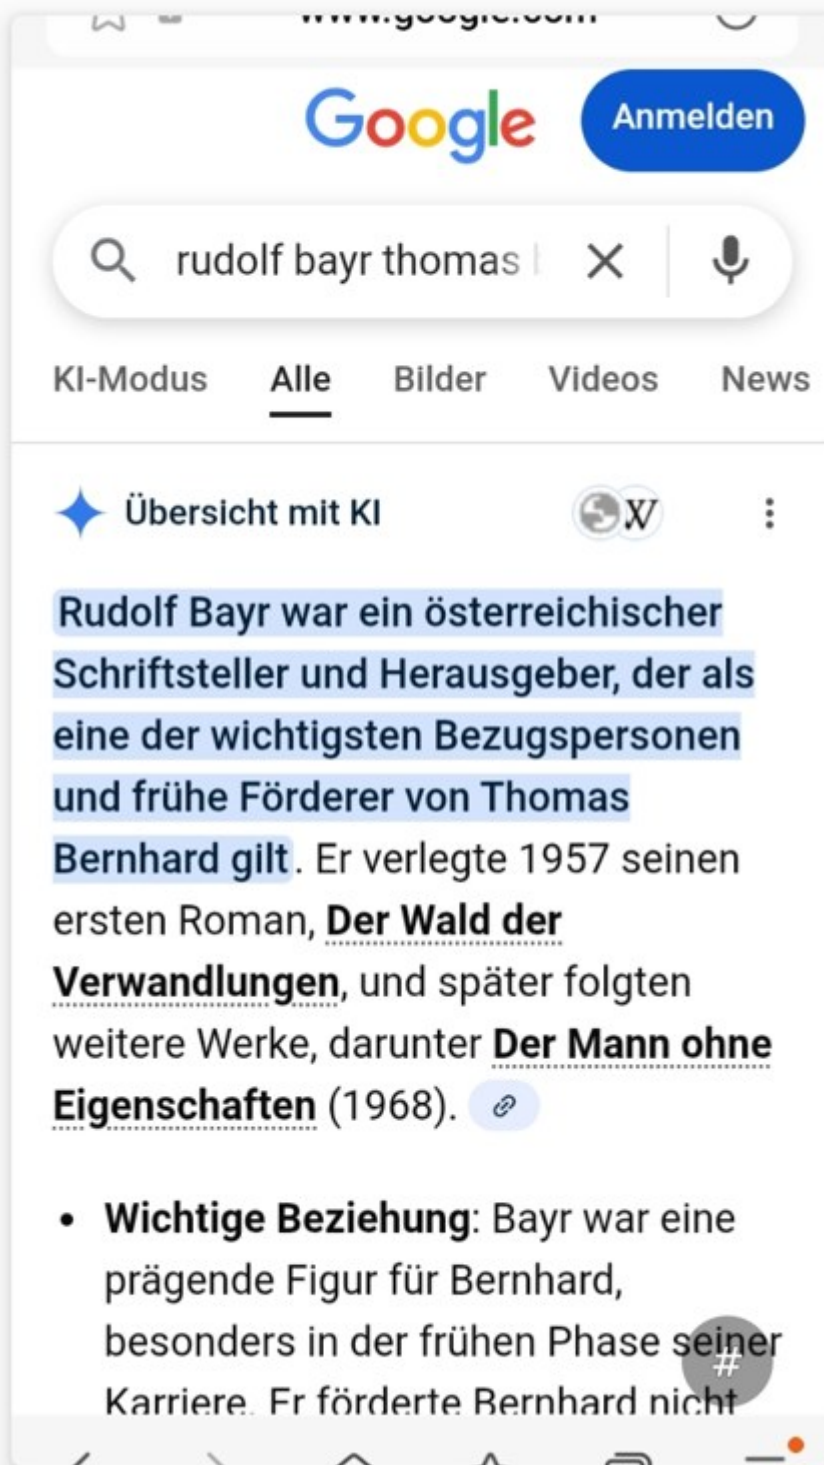 www.google.com
Google
Anmelden
rudolf bayr thomas
KI-Modus Alle Bilder Videos News
Übersicht mit KI
W
Rudolf Bayr war ein österreichischer
Schriftsteller und Herausgeber, der als
eine der wichtigsten Bezugspersonen
und frühe Förderer von Thomas
Bernhard gilt. Er verlegte 1957 seinen
ersten Roman, Der Wald der
Verwandlungen, und später folgten
weitere Werke, darunter Der Mann ohne
Eigenschaften (1968).
• Wichtige Beziehung: Bayr war eine
prägende Figur für Bernhard,
besonders in der frühen Phase seiner
#
Karriere. Er förderte Bernhard nicht